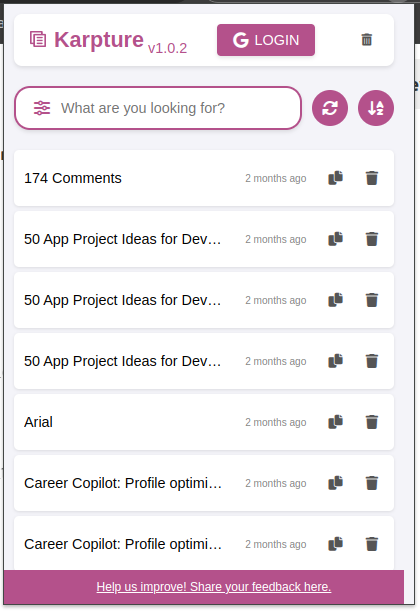 Karpture v1.0.2 LOGIN
What are you looking for?
174 Comments 2 months ago
50 App Project Ideas for Dev… 2 months ago
50 App Project Ideas for Dev… 2 months ago
50 App Project Ideas for Dev… 2 months ago
Arial 2 months ago
Career Copilot: Profile optimi… 2 months ago
Career Copilot: Profile optimi… 2 months ago
Help us improve! Share your feedback here.